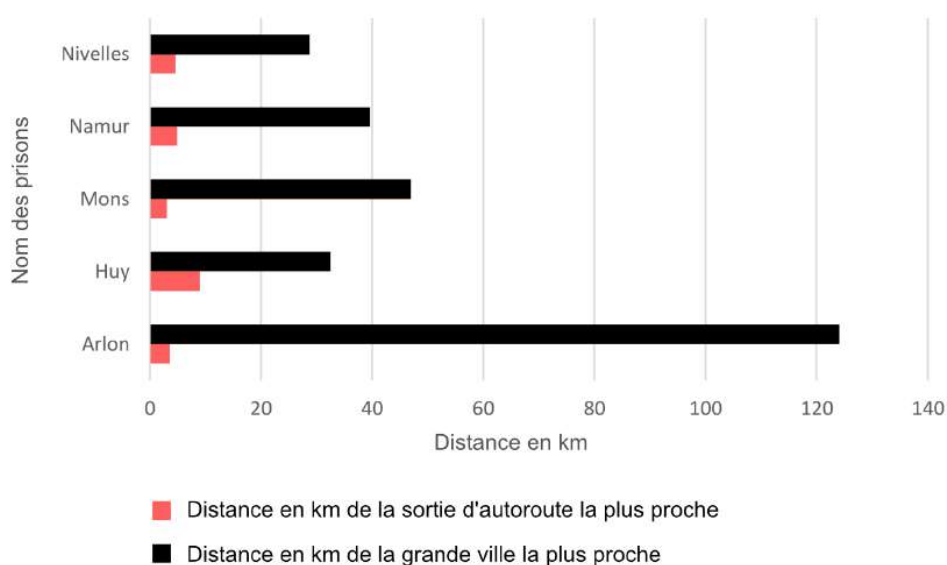 Nom des prisons
Nivelles
Namur
Mons
Huy
Arlon
0 20 40 60 80 100 120 140
Distance en km
Distance en km de la sortie d'autoroute la plus proche
Distance en km de la grande ville la plus proche